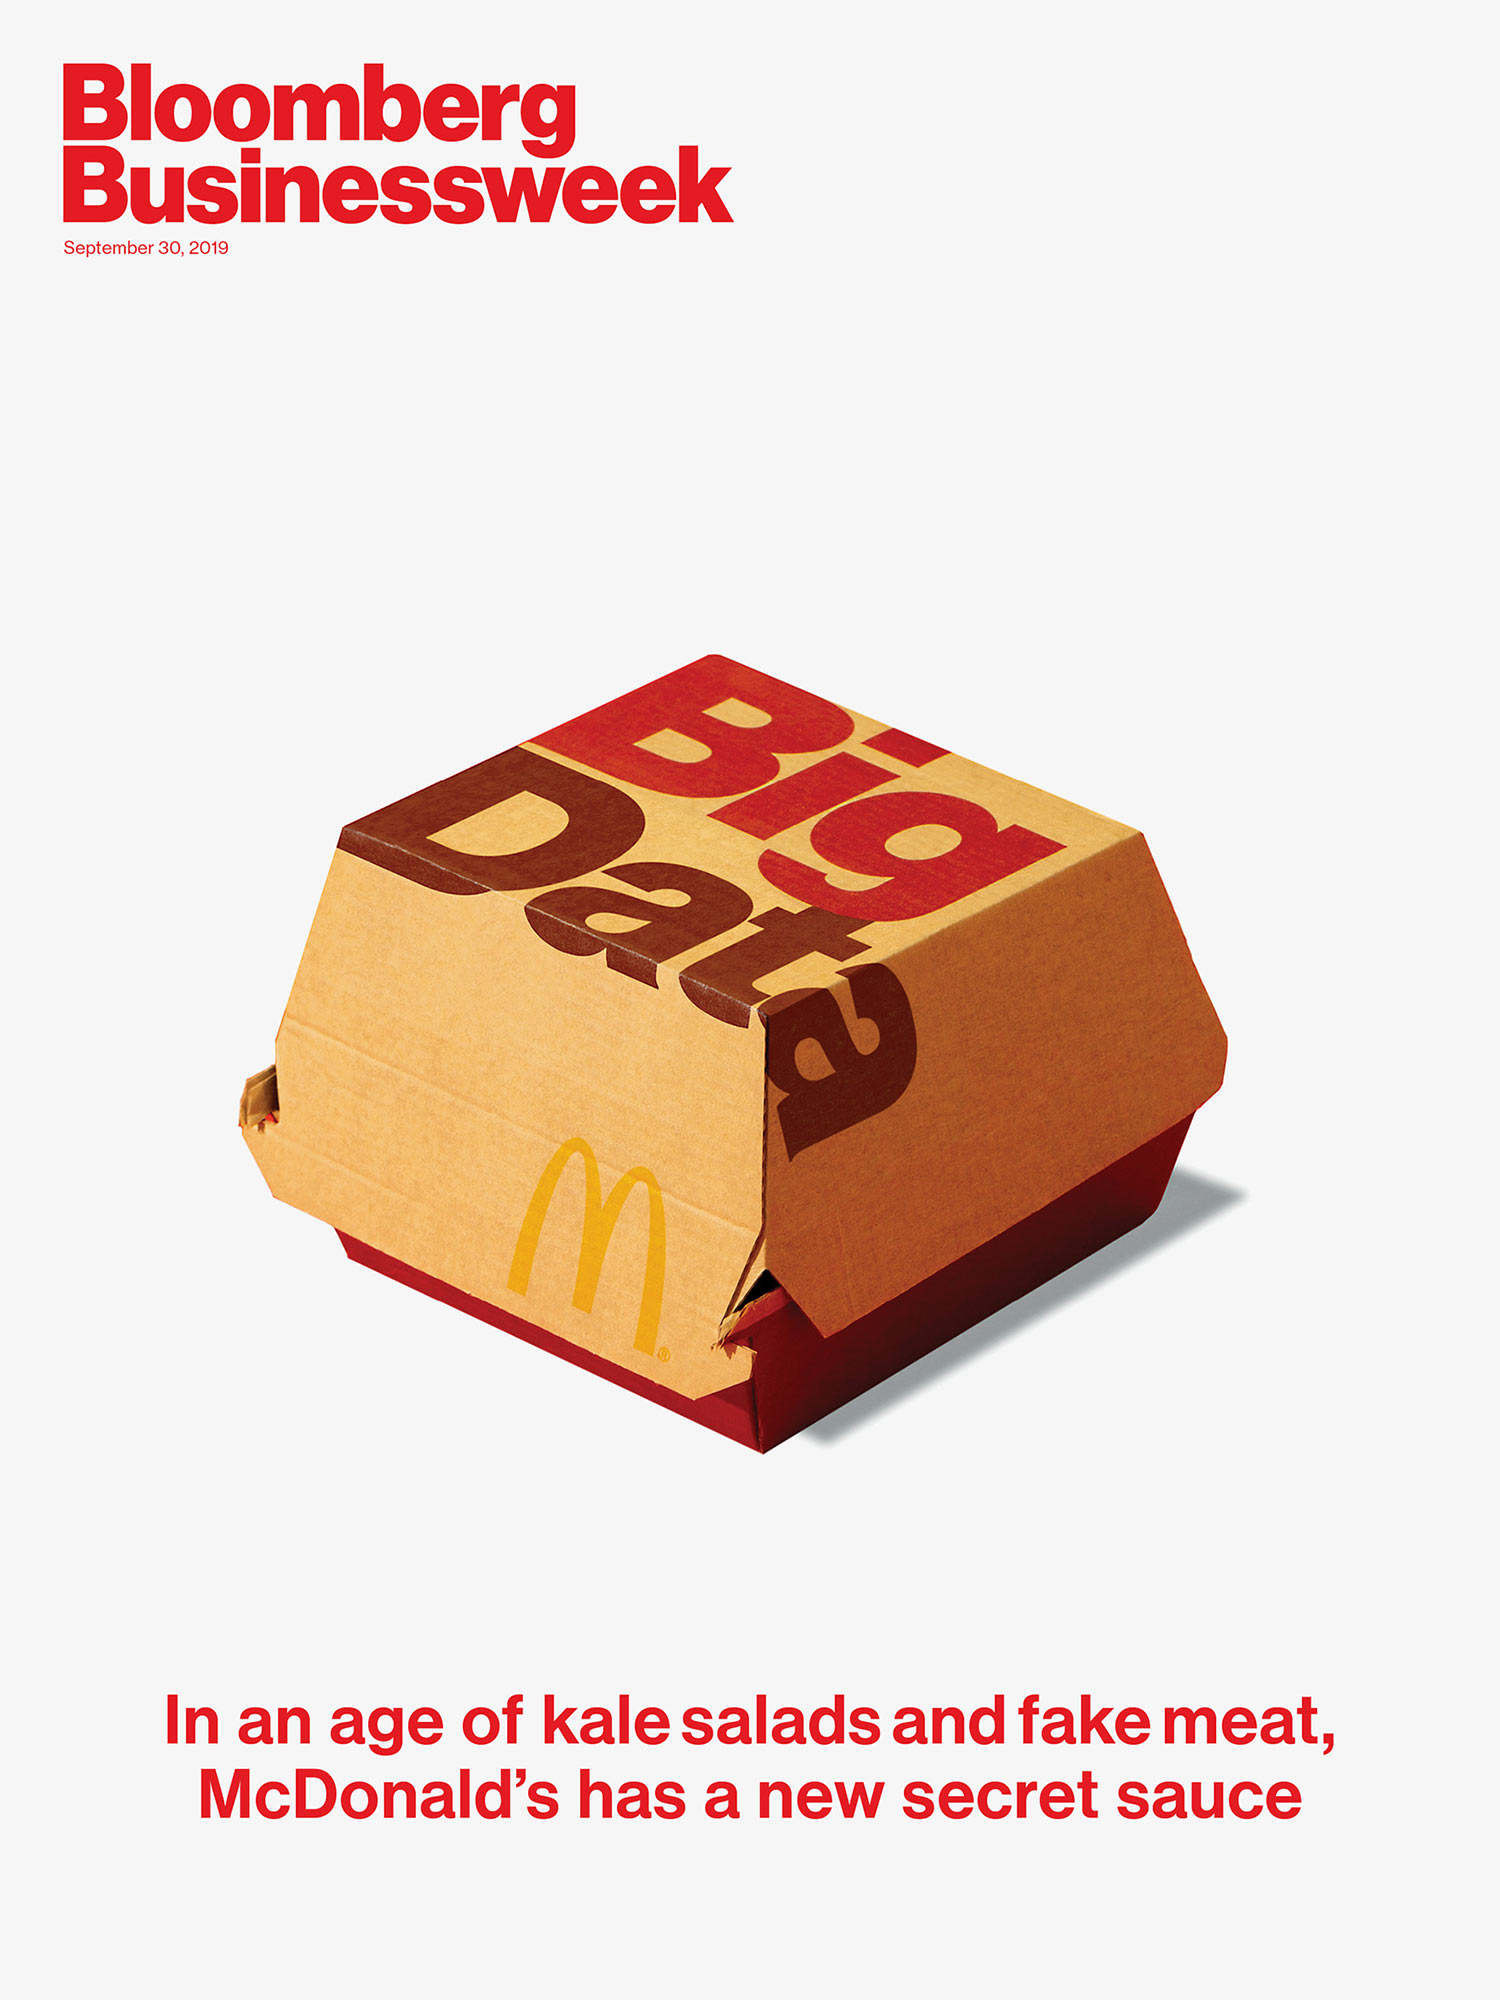 Bloomberg
Businessweek
September 30, 2019
Big
Data
M
®
In an age of kale salads and fake meat,
McDonald’s has a new secret sauce